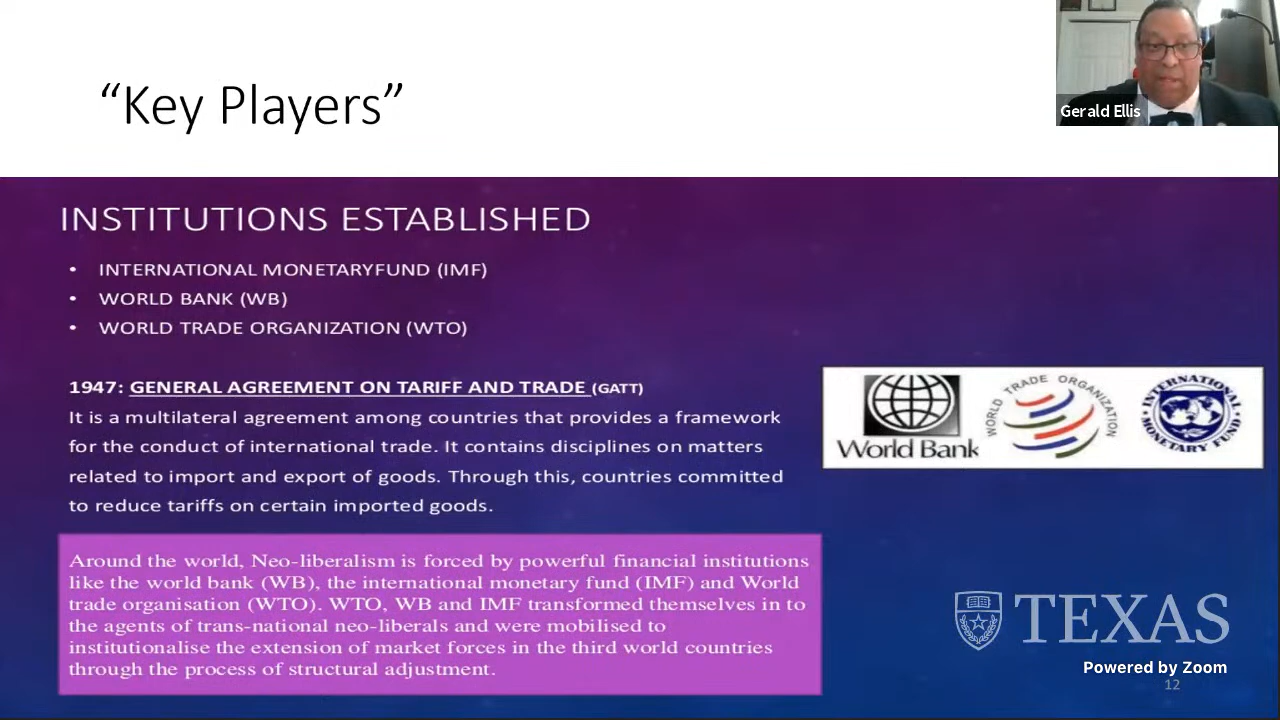 “Key Players”
Gerald Ellis
INSTITUTIONS ESTABLISHED
• INTERNATIONAL MONETARYFUND (IMF)
• WORLD BANK (WB)
• WORLD TRADE ORGANIZATION (WTO)
1947: GENERAL AGREEMENT ON TARIFF AND TRADE (GATT)
It is a multilateral agreement among countries that provides a framework
for the conduct of international trade. It contains disciplines on matters
related to import and export of goods. Through this, countries committed
to reduce tariffs on certain imported goods.
World Bank
WORLD TRADE ORGANIZATION
INTERNATIONAL MONETARY FUND
Around the world, Neo-liberalism is forced by powerful financial institutions
like the world bank (WB), the international monetary fund (IMF) and World
trade organisation (WTO). WTO, WB and IMF transformed themselves in to
the agents of trans-national neo-liberals and were mobilised to
institutionalise the extension of market forces in the third world countries
through the process of structural adjustment.
TEXAS
Powered by Zoom
12